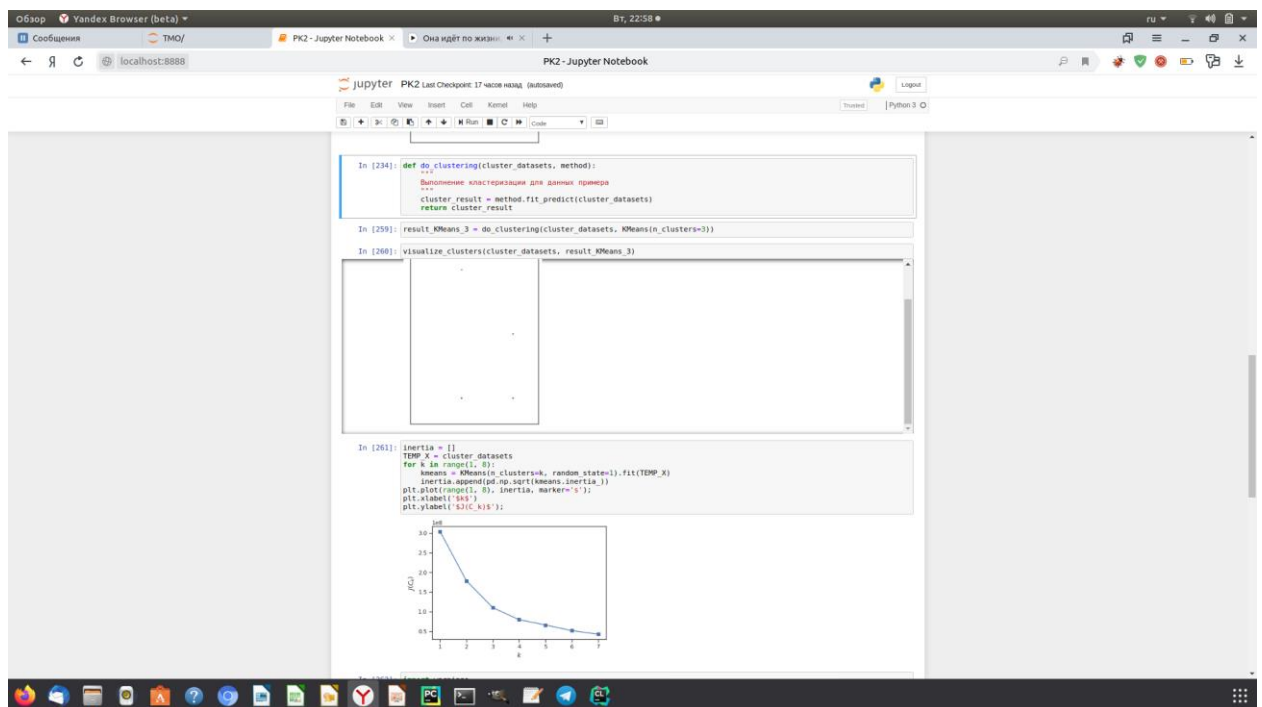 Обзор Yandex Browser (beta) Вт, 22:58 ru
Сообщения TMO/ PK2 - Jupyter Notebook Она идёт по жизни,
Я localhost:8888 PK2 - Jupyter Notebook
jupyter PK2 Last Checkpoint: 17 часов назад (autosaved) Logout
File Edit View Insert Cell Kernel Help Trusted Python 3
Run C Code
In [234]: def do_clustering(cluster_datasets, method):
"""
Выполнение кластеризации для данных примера
"""
cluster_result = method.fit_predict(cluster_datasets)
return cluster_result
In [259]: result_KMeans_3 = do_clustering(cluster_datasets, KMeans(n_clusters=3))
In [260]: visualize_clusters(cluster_datasets, result_KMeans_3)
In [261]: inertia = []
TEMP_X = cluster_datasets
for k in range(1, 8):
kmeans = KMeans(n_clusters=k, random_state=1).fit(TEMP_X)
inertia.append(pd.np.sqrt(kmeans.inertia_))
plt.plot(range(1, 8), inertia, marker='s');
plt.xlabel('$k$')
plt.ylabel('$J(C_k)$');
3.0
2.5
2.0
1.5
1.0
0.5
J(Ck)
1 2 3 4 5 6 7
k